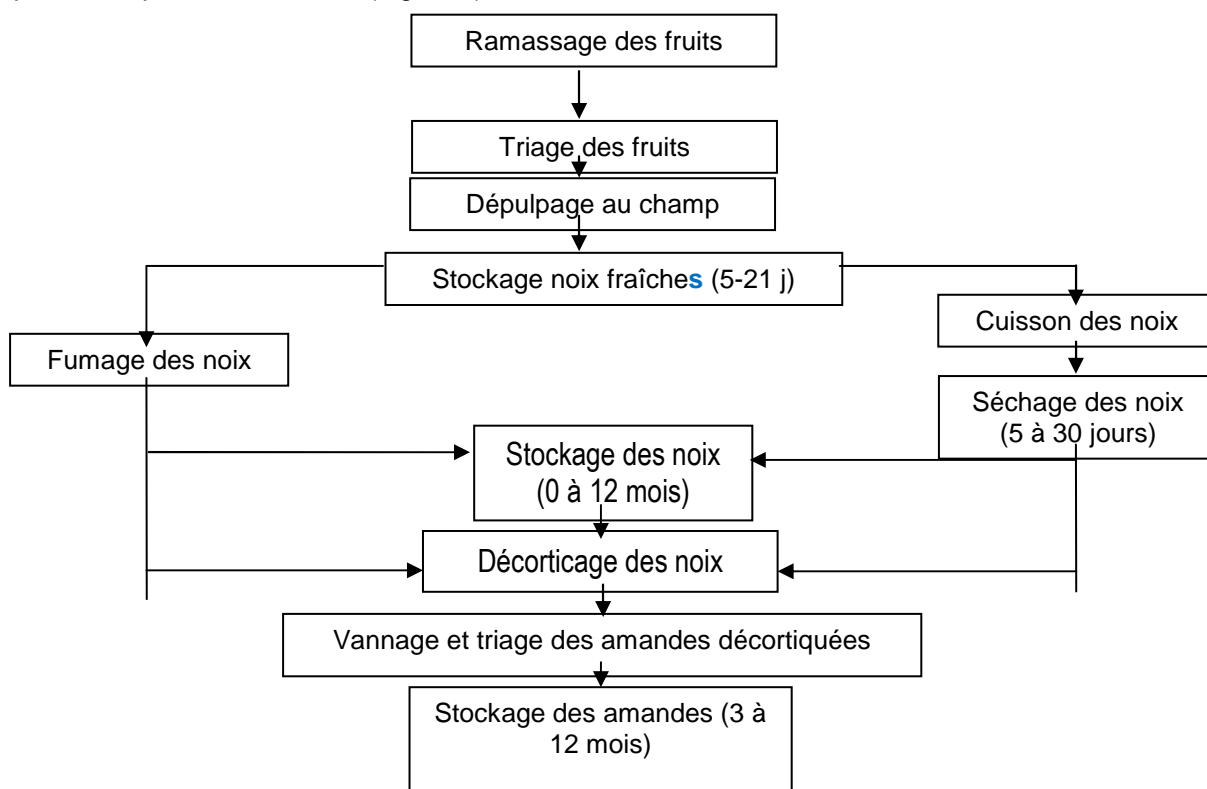 Ramassage des fruits
Triage des fruits
Dépulpage au champ
Stockage noix fraîches (5-21 j)
Cuisson des noix
Fumage des noix
Séchage des noix
(5 à 30 jours)
Stockage des noix
(0 à 12 mois)
Décorticage des noix
Vannage et triage des amandes décortiquées
Stockage des amandes (3 à
12 mois)